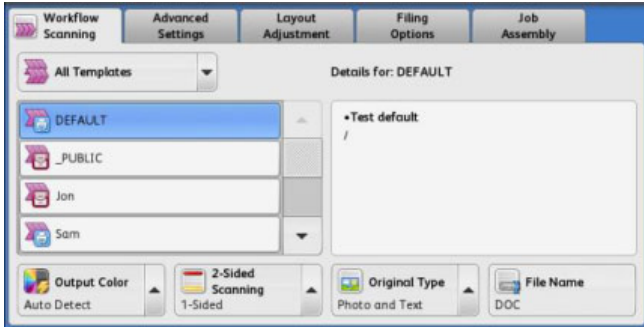 Workflow
Scanning
Advanced
Settings
Layout
Adjustment
Filing
Options
Job
Assembly
All Templates
Details for: DEFAULT
DEFAULT
_PUBLIC
Jon
Sam
•Test default
/
Output Color
Auto Detect
2-Sided
Scanning
1-Sided
Original Type
Photo and Text
File Name
DOC